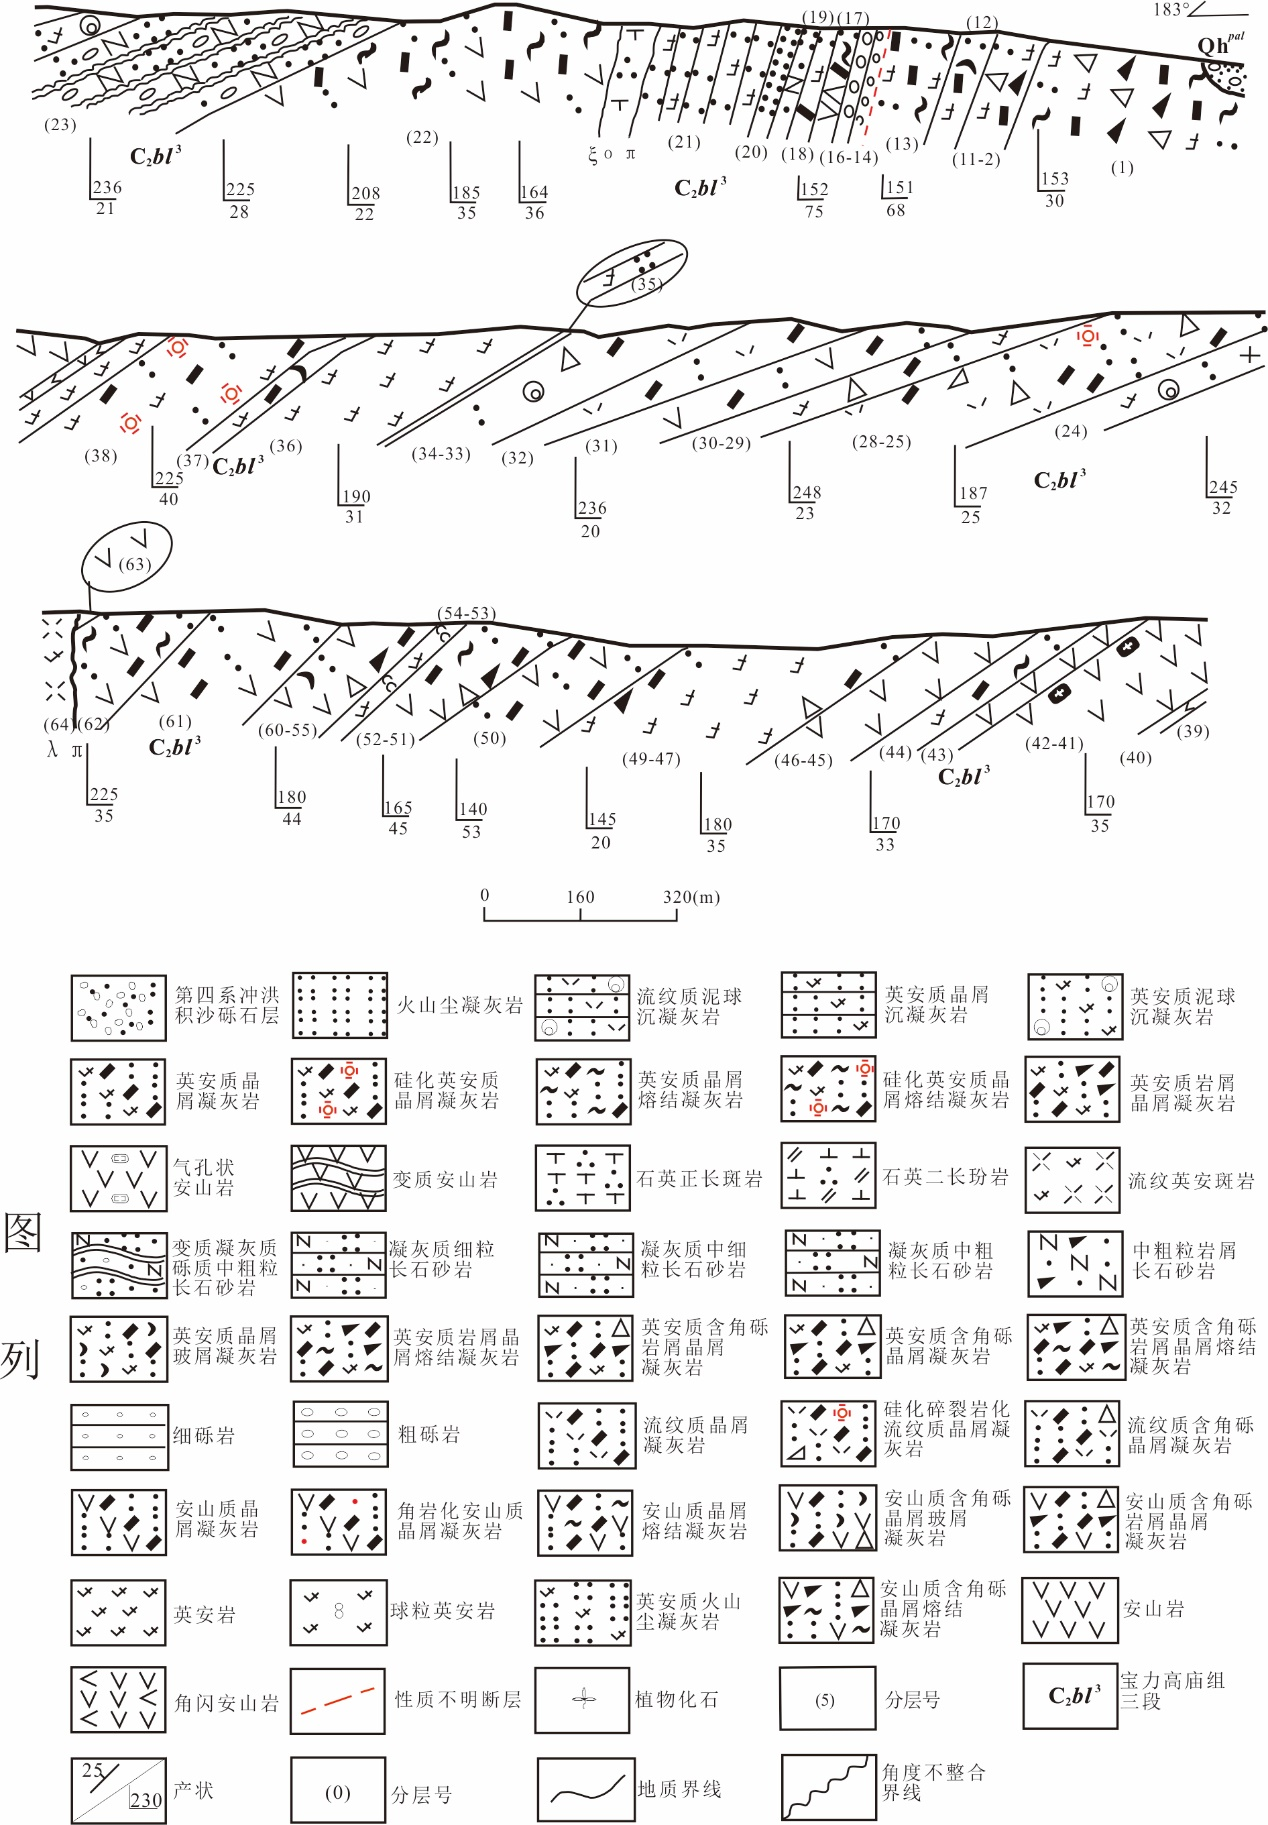 (19) (17) (12) 183°
Qh^pal
(23) C₂bl³ (22) ξ ο π (21) (20) (18) (16-14) (13) (11-2) (1)
C₂bl³
236 225 208 185 164 152 151 153
21 28 22 35 36 75 68 30
(35)
(38) (37) C₂bl³ (36) (34-33) (32) (31) (30-29) (28-25) (24)
C₂bl³
225 190 236 248 187 245
40 31 20 23 25 32
(63)
(54-53)
(64) (62) (61) (60-55) (52-51) (50) (49-47) (46-45) (44) (43) (42-41) (40) (39)
λ π C₂bl³ C₂bl³
225 180 165 140 145 180 170 170
35 44 45 53 20 35 33 35
0 160 320(m)
图
列
第四系冲洪
积沙砾石层
火山尘凝灰岩
流纹质泥球
沉凝灰岩
英安质晶屑
沉凝灰岩
英安质泥球
沉凝灰岩
英安质晶
屑凝灰岩
硅化英安质
晶屑凝灰岩
英安质晶屑
熔结凝灰岩
硅化英安质晶
屑熔结凝灰岩
英安质岩屑
晶屑凝灰岩
气孔状
安山岩
变质安山岩
石英正长斑岩
石英二长玢岩
流纹英安斑岩
变质凝灰质
砾质中粗粒
长石砂岩
凝灰质细粒
长石砂岩
凝灰质中细
粒长石砂岩
凝灰质中粗
粒长石砂岩
中粗粒岩屑
长石砂岩
英安质晶屑
玻屑凝灰岩
英安质岩屑晶
屑熔结凝灰岩
英安质含角砾
岩屑晶屑
凝灰岩
英安质含角砾
晶屑凝灰岩
英安质含角砾
岩屑晶屑熔结
凝灰岩
细砾岩
粗砾岩
流纹质晶屑
凝灰岩
硅化碎裂岩化
流纹质晶屑凝
灰岩
流纹质含角砾
晶屑凝灰岩
安山质晶
屑凝灰岩
角岩化安山质
晶屑凝灰岩
安山质晶屑
熔结凝灰岩
安山质含角砾
晶屑玻屑
凝灰岩
安山质含角砾
岩屑晶屑
凝灰岩
英安岩
球粒英安岩
英安质火山
尘凝灰岩
安山质含角砾
晶屑熔结
凝灰岩
安山岩
角闪安山岩
性质不明断层
植物化石
(5) 分层号
C₂bl³ 宝力高庙组
三段
25 230 产状
(0) 分层号
地质界线
角度不整合
界线